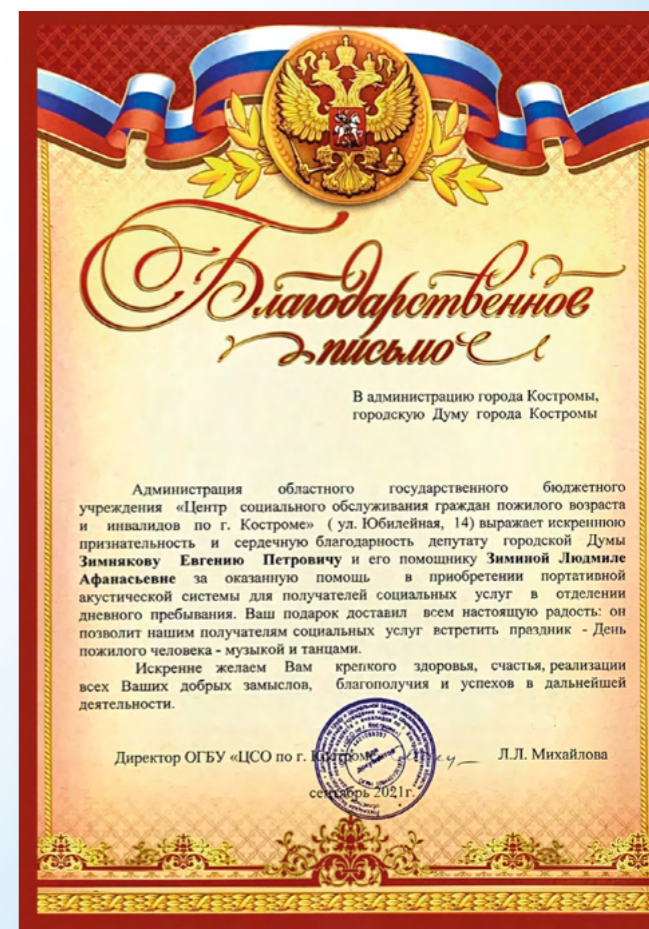 Благодарственное
письмо
В администрацию города Костромы,
городскую Думу города Костромы
Администрация областного государственного бюджетного
учреждения «Центр социального обслуживания граждан пожилого возраста
и инвалидов по г. Костроме» ( ул. Юбилейная, 14) выражает искреннюю
признательность и сердечную благодарность депутату городской Думы
Зимнякову Евгению Петровичу и его помощнику Зиминой Людмиле
Афанасьевне за оказанную помощь в приобретении портативной
акустической системы для получателей социальных услуг в отделении
дневного пребывания. Ваш подарок доставил всем настоящую радость: он
позволит нашим получателям социальных услуг встретить праздник - День
пожилого человека - музыкой и танцами.
Искренне желаем Вам крепкого здоровья, счастья, реализации
всех Ваших добрых замыслов, благополучия и успехов в дальнейшей
деятельности.
Директор ОГБУ «ЦСО по г. Костроме» Л.Л. Михайлова
Для
документов
сентябрь 2021г.